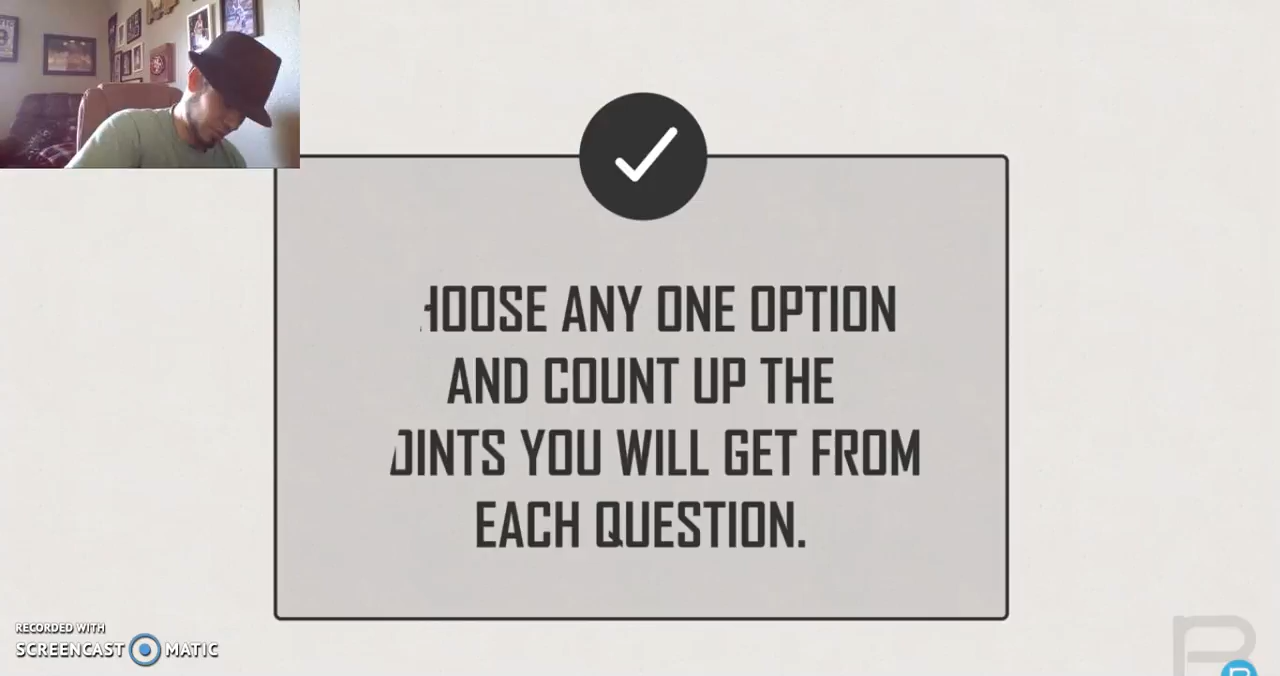 HOOSE ANY ONE OPTION
AND COUNT UP THE
OINTS YOU WILL GET FROM
EACH QUESTION.
RECORDED WITH
SCREENCAST MATIC